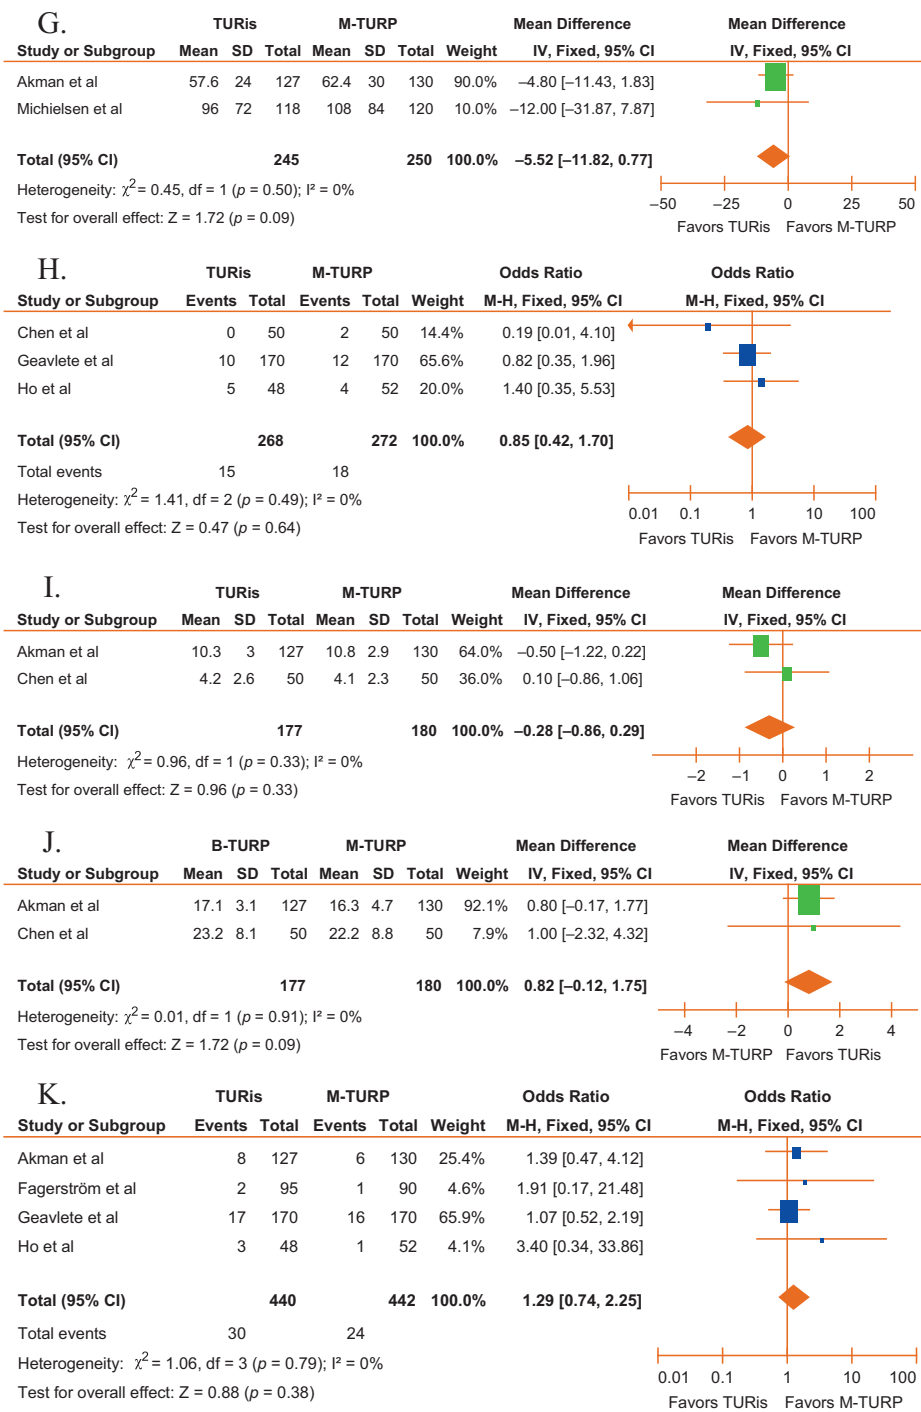 G.
TURis M-TURP Mean Difference Mean Difference
Study or Subgroup Mean SD Total Mean SD Total Weight IV, Fixed, 95% CI IV, Fixed, 95% CI
Akman et al 57.6 24 127 62.4 30 130 90.0% –4.80 [–11.43, 1.83]
Michielsen et al 96 72 118 108 84 120 10.0% –12.00 [–31.87, 7.87]
Total (95% CI) 245 250 100.0% –5.52 [–11.82, 0.77]
Heterogeneity: χ² = 0.45, df = 1 (p = 0.50); I² = 0%
Test for overall effect: Z = 1.72 (p = 0.09)
–50 –25 0 25 50
Favors TURis Favors M-TURP
H.
TURis M-TURP Odds Ratio Odds Ratio
Study or Subgroup Events Total Events Total Weight M-H, Fixed, 95% CI M-H, Fixed, 95% CI
Chen et al 0 50 2 50 14.4% 0.19 [0.01, 4.10]
Geavlete et al 10 170 12 170 65.6% 0.82 [0.35, 1.96]
Ho et al 5 48 4 52 20.0% 1.40 [0.35, 5.53]
Total (95% CI) 268 272 100.0% 0.85 [0.42, 1.70]
Total events 15 18
Heterogeneity: χ² = 1.41, df = 2 (p = 0.49); I² = 0%
Test for overall effect: Z = 0.47 (p = 0.64)
0.01 0.1 1 10 100
Favors TURis Favors M-TURP
I.
TURis M-TURP Mean Difference Mean Difference
Study or Subgroup Mean SD Total Mean SD Total Weight IV, Fixed, 95% CI IV, Fixed, 95% CI
Akman et al 10.3 3 127 10.8 2.9 130 64.0% –0.50 [–1.22, 0.22]
Chen et al 4.2 2.6 50 4.1 2.3 50 36.0% 0.10 [–0.86, 1.06]
Total (95% CI) 177 180 100.0% –0.28 [–0.86, 0.29]
Heterogeneity: χ² = 0.96, df = 1 (p = 0.33); I² = 0%
Test for overall effect: Z = 0.96 (p = 0.33)
–2 –1 0 1 2
Favors TURis Favors M-TURP
J.
B-TURP M-TURP Mean Difference Mean Difference
Study or Subgroup Mean SD Total Mean SD Total Weight IV, Fixed, 95% CI IV, Fixed, 95% CI
Akman et al 17.1 3.1 127 16.3 4.7 130 92.1% 0.80 [–0.17, 1.77]
Chen et al 23.2 8.1 50 22.2 8.8 50 7.9% 1.00 [–2.32, 4.32]
Total (95% CI) 177 180 100.0% 0.82 [–0.12, 1.75]
Heterogeneity: χ² = 0.01, df = 1 (p = 0.91); I² = 0%
Test for overall effect: Z = 1.72 (p = 0.09)
–4 –2 0 2 4
Favors M-TURP Favors TURis
K.
TURis M-TURP Odds Ratio Odds Ratio
Study or Subgroup Events Total Events Total Weight M-H, Fixed, 95% CI M-H, Fixed, 95% CI
Akman et al 8 127 6 130 25.4% 1.39 [0.47, 4.12]
Fagerström et al 2 95 1 90 4.6% 1.91 [0.17, 21.48]
Geavlete et al 17 170 16 170 65.9% 1.07 [0.52, 2.19]
Ho et al 3 48 1 52 4.1% 3.40 [0.34, 33.86]
Total (95% CI) 440 442 100.0% 1.29 [0.74, 2.25]
Total events 30 24
Heterogeneity: χ² = 1.06, df = 3 (p = 0.79); I² = 0%
Test for overall effect: Z = 0.88 (p = 0.38)
0.01 0.1 1 10 100
Favors TURis Favors M-TURP